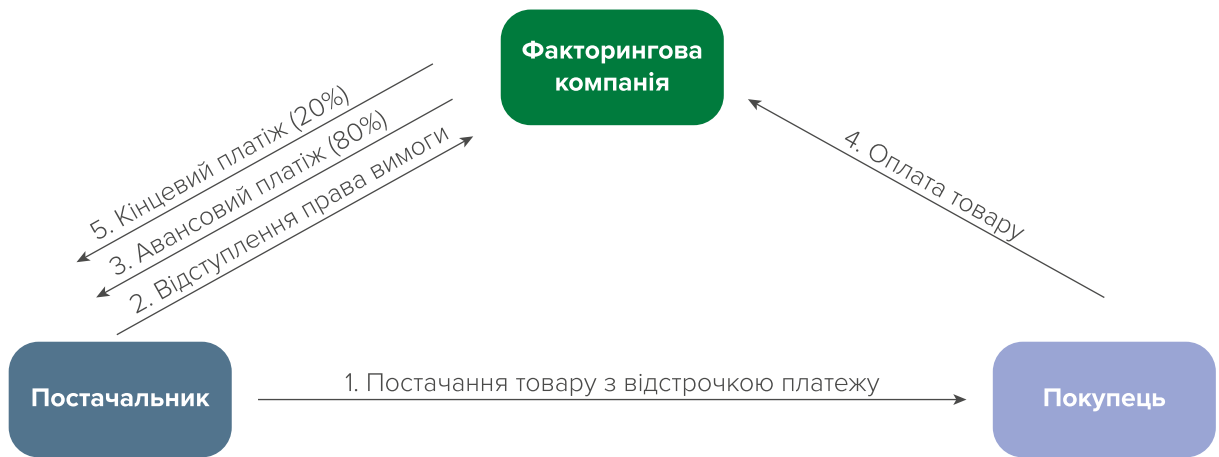 Факторингова
компанія
5. Кінцевий платіж (20%)
3. Авансовий платіж (80%)
2. Відступлення права вимоги
4. Оплата товару
Постачальник
1. Постачання товару з відстрочкою платежу
Покупець